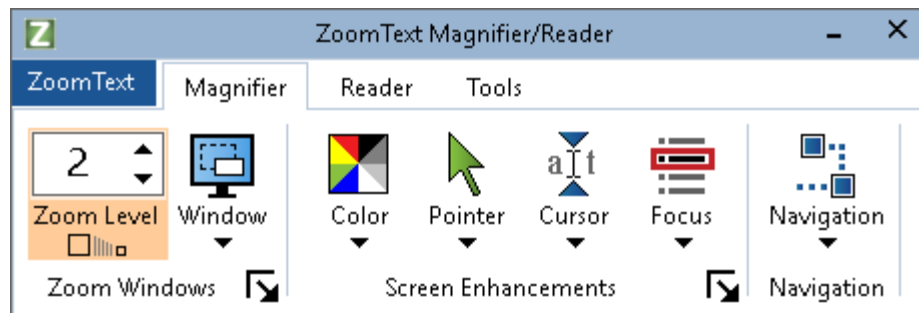 Z ZoomText Magnifier/Reader
ZoomText Magnifier Reader Tools
2
Zoom Level Window Color Pointer a t Cursor Focus Navigation
Zoom Windows Screen Enhancements Navigation